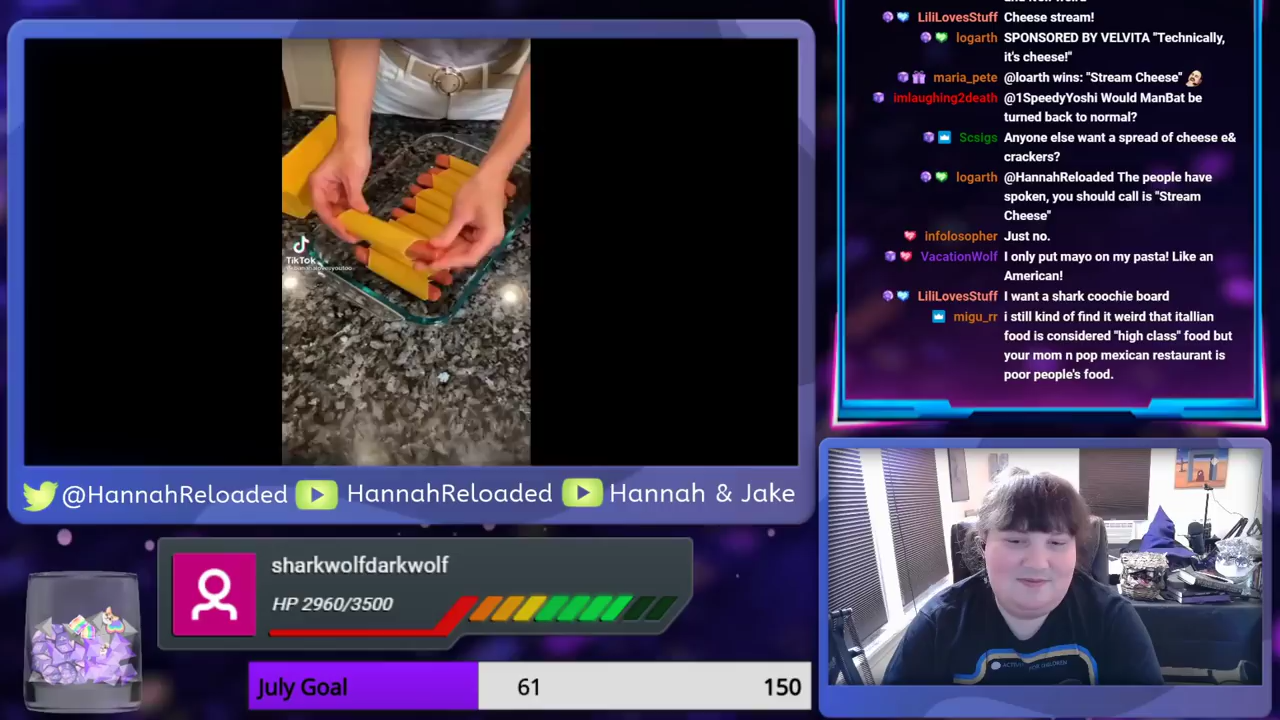 LiliLovesStuff Cheese stream!
logarth SPONSORED BY VELVITA "Technically,
it's cheese!"
maria_pete @loarth wins: "Stream Cheese"
imlaughing2death @1SpeedyYoshi Would ManBat be
turned back to normal?
Scsigs Anyone else want a spread of cheese e&
crackers?
logarth @HannahReloaded The people have
spoken, you should call is "Stream
Cheese"
infolosopher Just no.
VacationWolf I only put mayo on my pasta! Like an
American!
LiliLovesStuff I want a shark coochie board
migu_rr i still kind of find it weird that itallian
food is considered "high class" food but
your mom n pop mexican restaurant is
poor people's food.
TikTok
@HannahReloaded HannahReloaded Hannah & Jake
sharkwolfdarkwolf
HP 2960/3500
July Goal 61 150